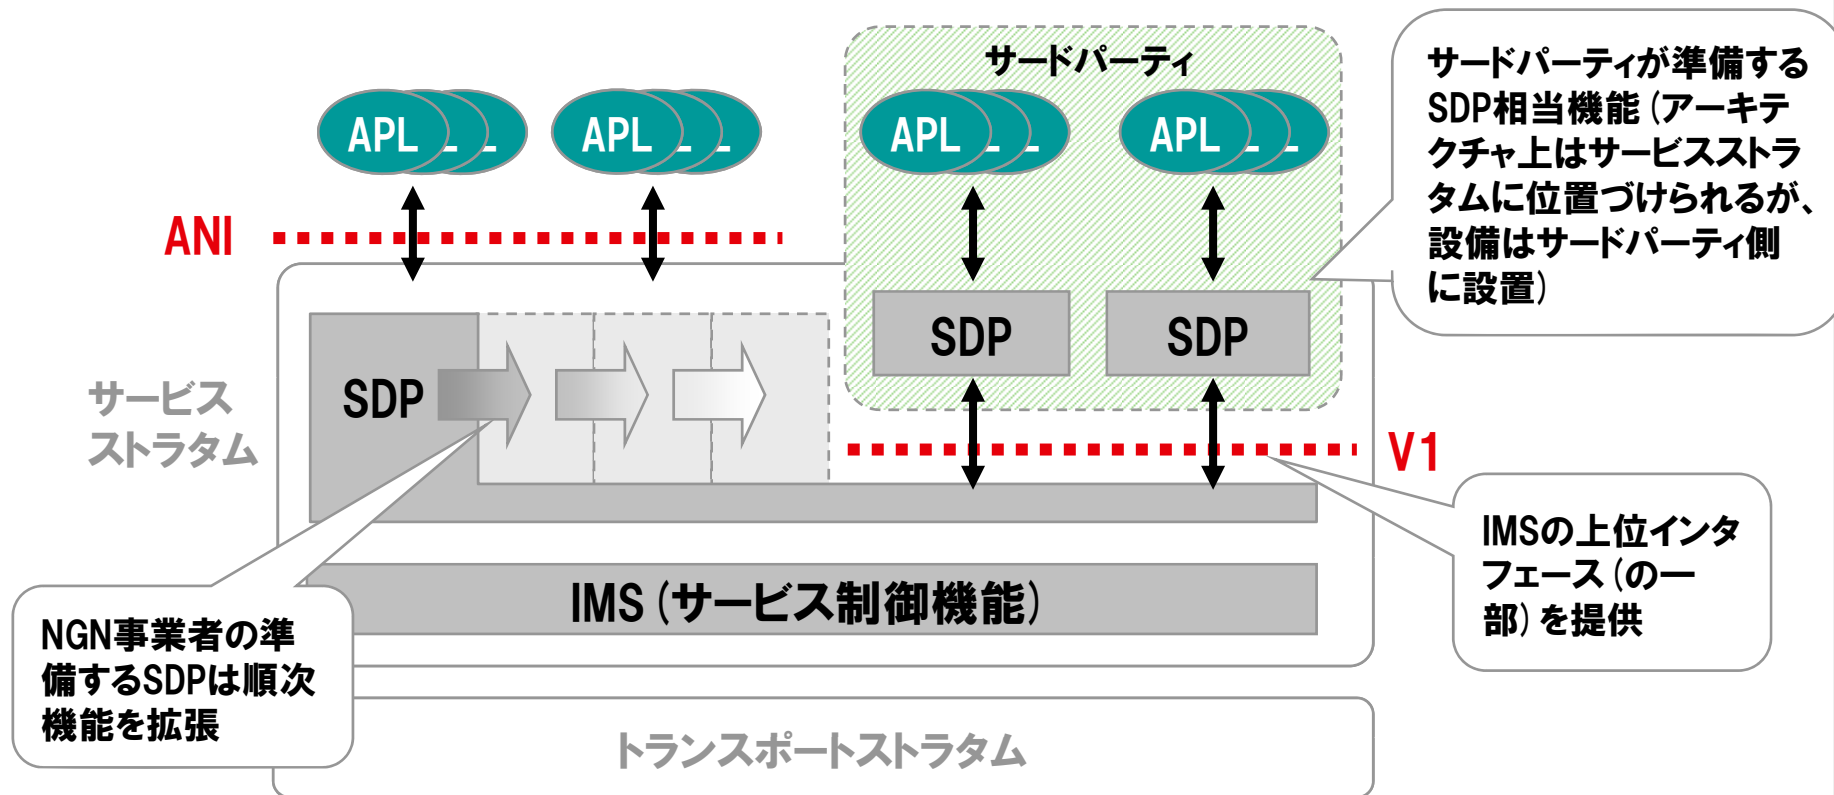 サードパーティ
APL
L
L
APL
L
L
APL
L
L
APL
L
L
サードパーティが準備する
SDP相当機能(アーキテ
クチャ上はサービスストラ
タムに位置づけられるが、
設備はサードパーティ側
に設置)
ANI
SDP
SDP
SDP
サービス
ストラタム
V1
IMSの上位インタ
フェース(の一
部)を提供
IMS(サービス制御機能)
NGN事業者の準
備するSDPは順次
機能を拡張
トランスポートストラタム